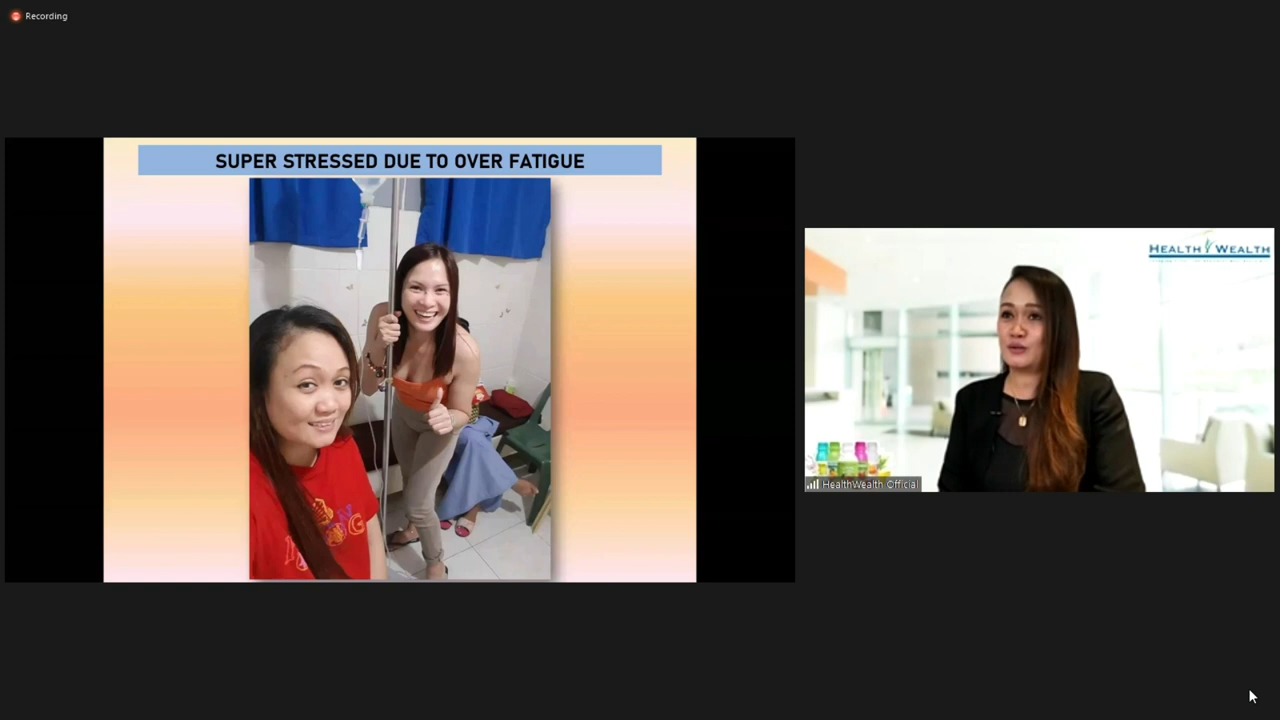 Recording
SUPER STRESSED DUE TO OVER FATIGUE
HEALTH WEALTH
HealthWealth Official